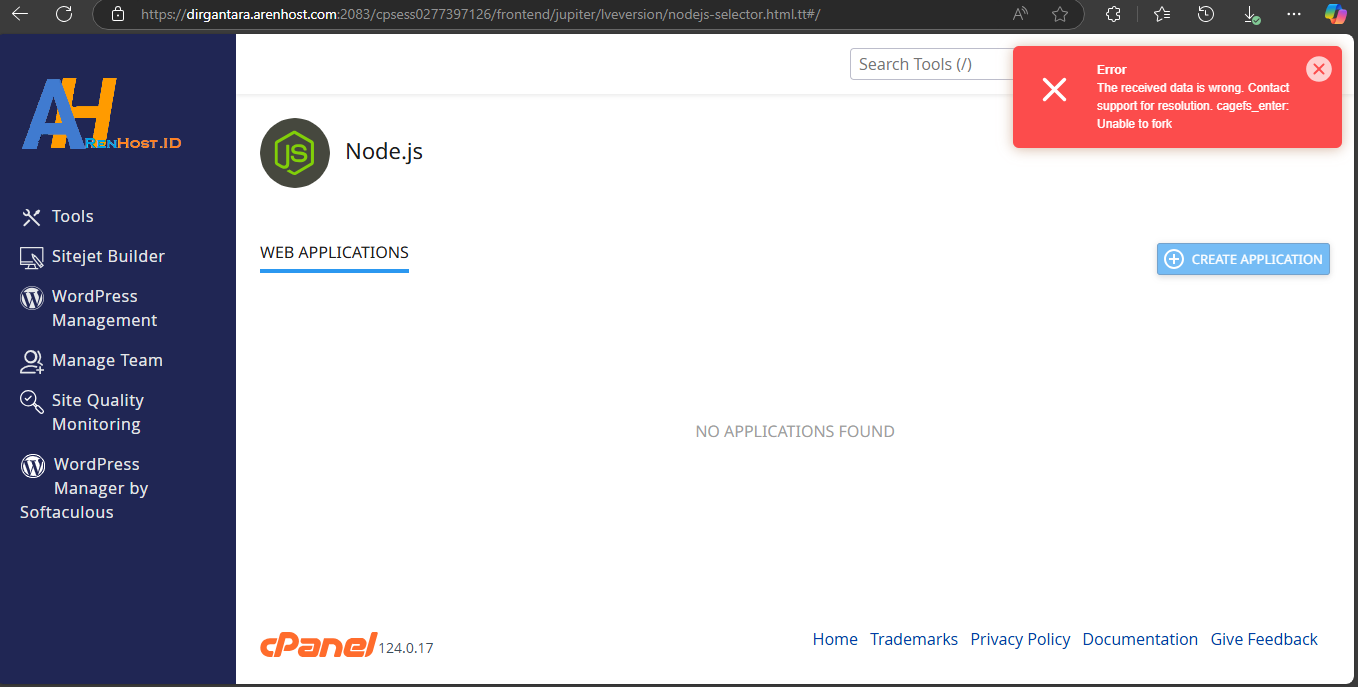 https://dirgantara.arenhost.com:2083/cpsess0277397126/frontend/jupiter/lveversion/nodejs-selector.html.tt#/
AH
ARENHOST.ID
Tools
Sitejet Builder
WordPress
Management
Manage Team
Site Quality
Monitoring
WordPress
Manager by
Softaculous
Search Tools (/)
Error
The received data is wrong. Contact
support for resolution. cagefs_enter:
Unable to fork
JS
Node.js
WEB APPLICATIONS
CREATE APPLICATION
NO APPLICATIONS FOUND
cPanel 124.0.17
Home Trademarks Privacy Policy Documentation Give Feedback